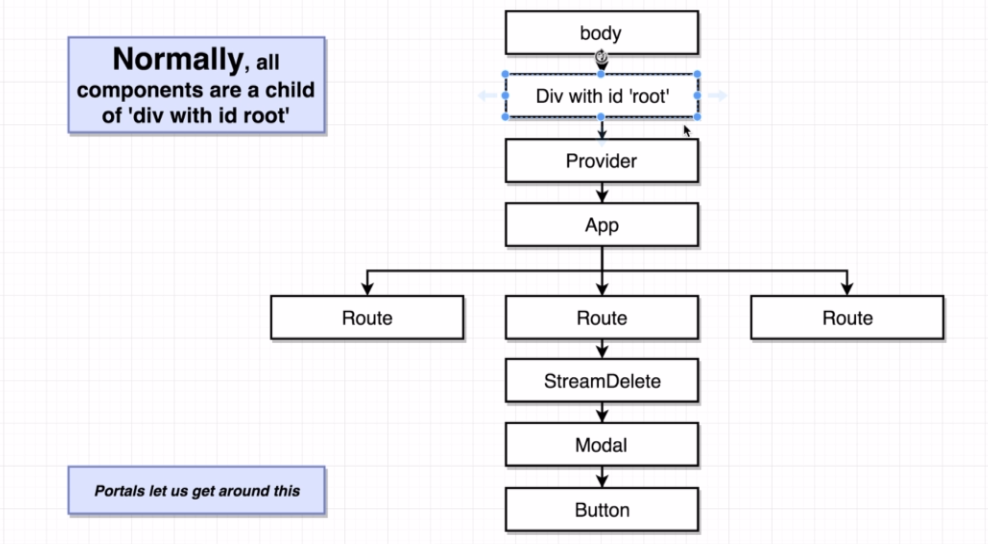 body
Normally, all
components are a child
of 'div with id root'
Div with id 'root'
Provider
App
Route
Route
Route
StreamDelete
Modal
Portals let us get around this
Button